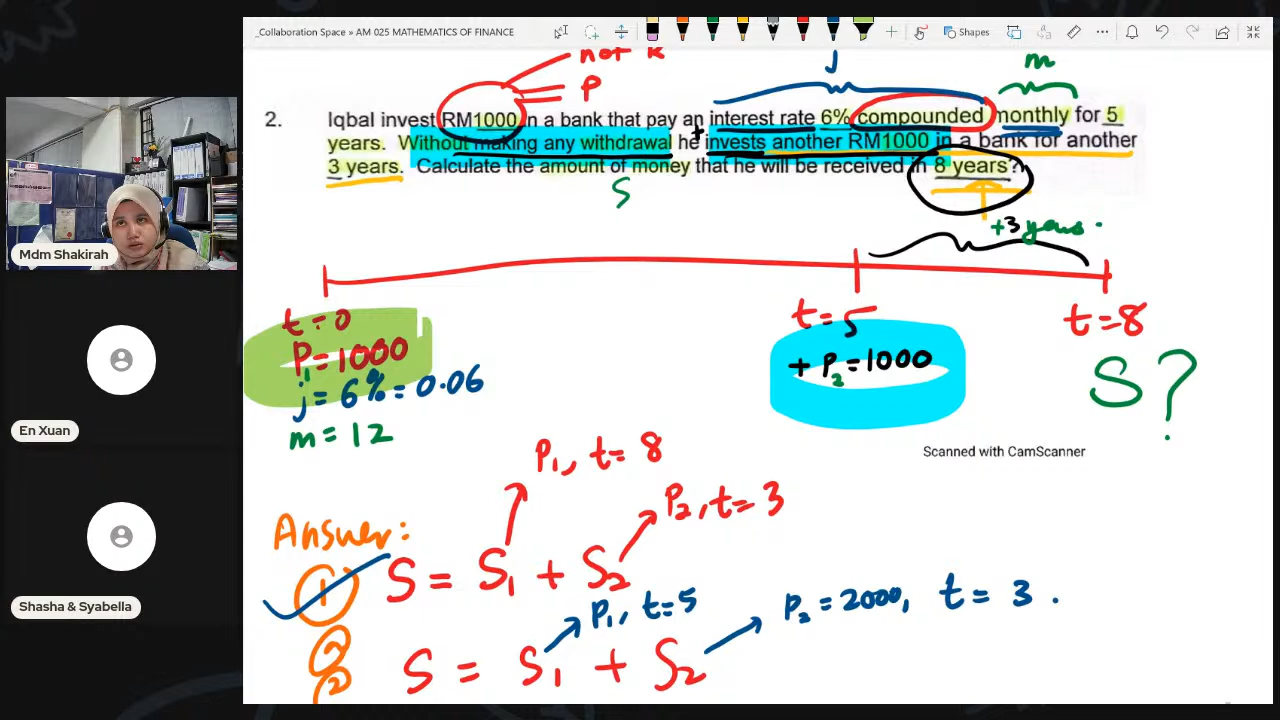 _Collaboration Space » AM 025 MATHEMATICS OF FINANCE
Shapes
not R
P
j
m
2. Iqbal invest RM1000 in a bank that pay an interest rate 6% compounded monthly for 5
years. Without making any withdrawal he invests another RM1000 in a bank for another
3 years. Calculate the amount of money that he will be received in 8 years?
S
+3 years.
t=0
P1=1000
j=6%=0.06
m=12
t=5
+ P2=1000
t=8
S?
Scanned with CamScanner
P1, t=8
P2, t=3
Answer:
① S = S1 + S2
P1, t=5
P2=2000, t=3.
② S = S1 + S2
Mdm Shakirah
En Xuan
Shasha & Syabella